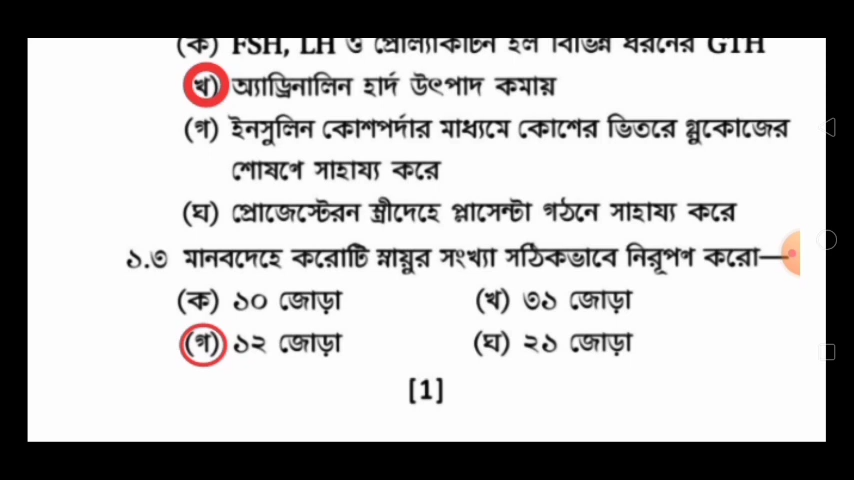 (ক) FSH, LH ও প্রোল্যাকটিন হল বিভিন্ন ধরনের GTH
(খ) অ্যাড্রিনালিন হার্দ উৎপাদ কমায়
(গ) ইনসুলিন কোশপর্দার মাধ্যমে কোশের ভিতরে গ্লুকোজের
শোষণে সাহায্য করে
(ঘ) প্রোজেস্টেরন স্ত্রীদেহে প্লাসেন্টা গঠনে সাহায্য করে
১.৩ মানবদেহে করোটি স্নায়ুর সংখ্যা সঠিকভাবে নিরূপণ করো—
(ক) ১০ জোড়া (খ) ৩১ জোড়া
(গ) ১২ জোড়া (ঘ) ২১ জোড়া
[1]